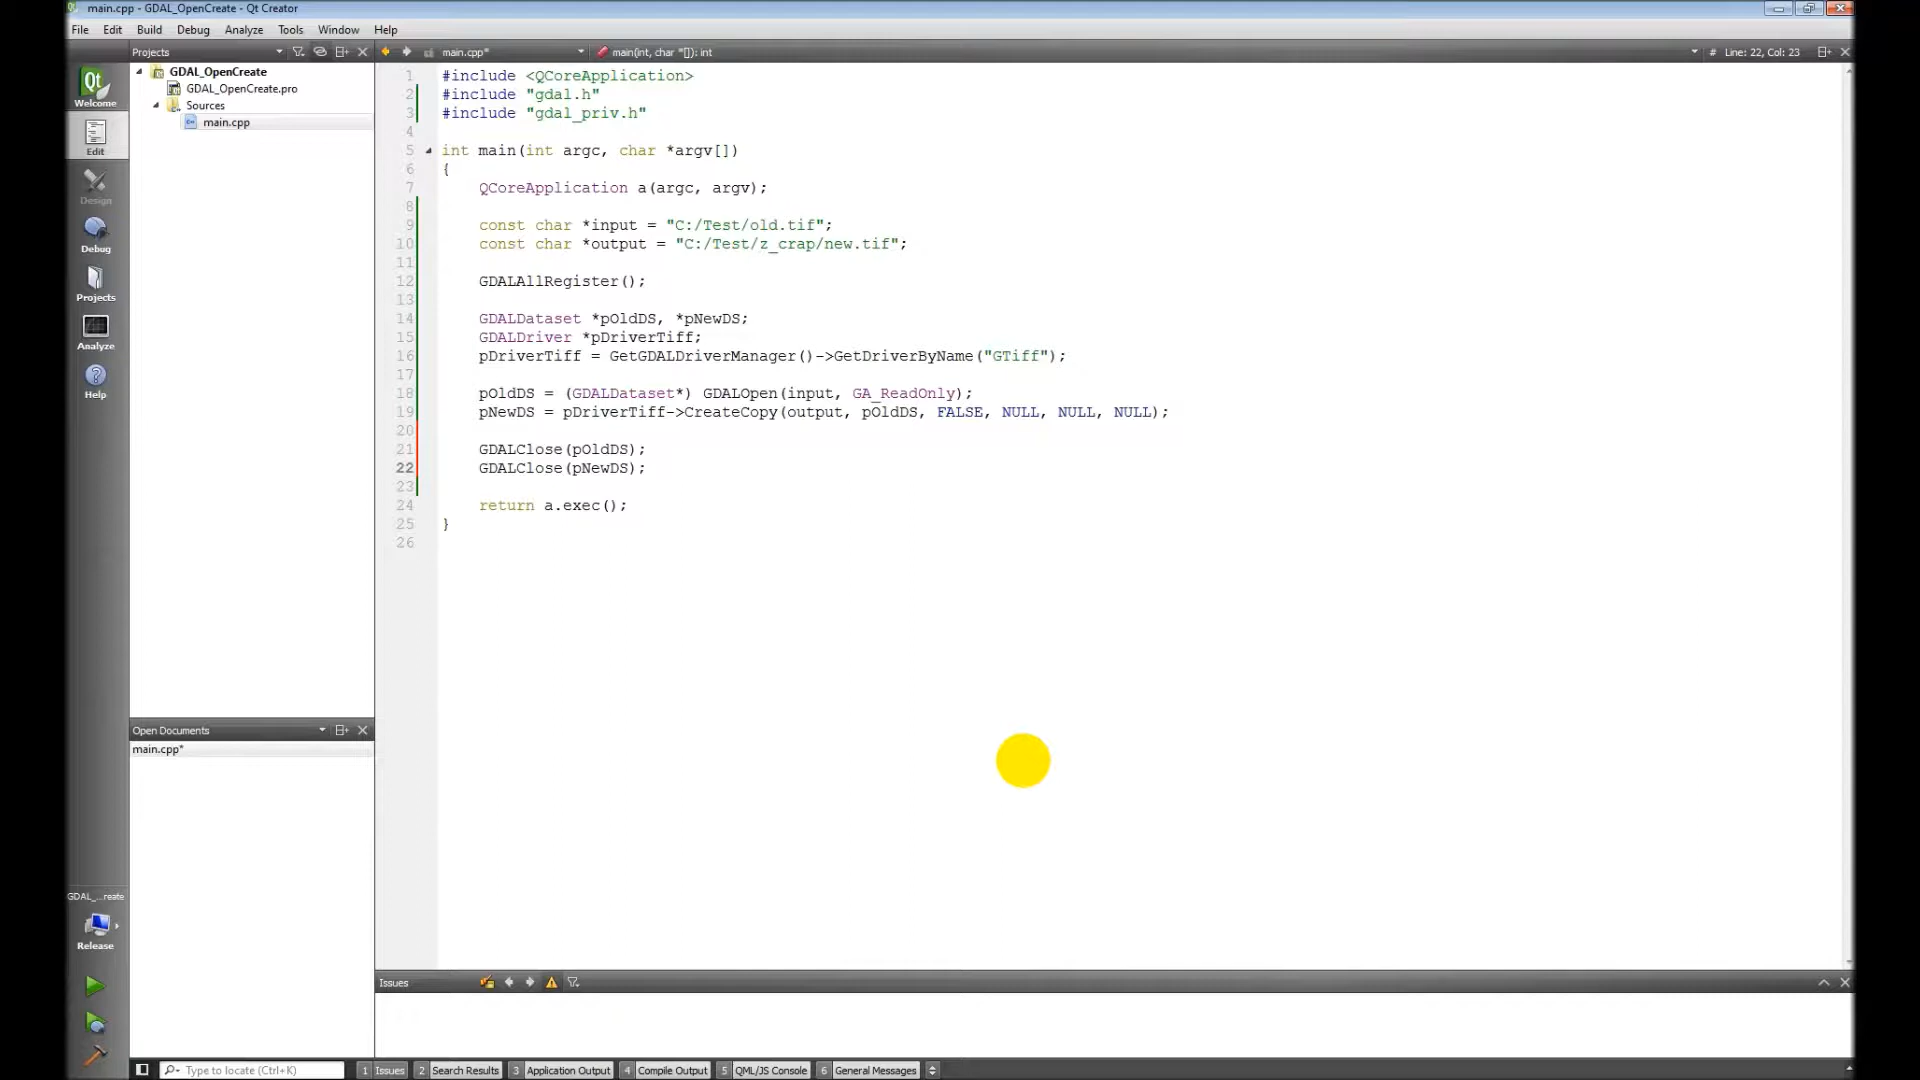 main.cpp - GDAL_OpenCreate - Qt Creator
File Edit Build Debug Analyze Tools Window Help
Projects main.cpp* main(int, char *[]): int # Line: 22, Col: 23
Welcome
Edit
Design
Debug
Projects
Analyze
Help
GDAL_OpenCreate
GDAL_OpenCreate.pro
Sources
main.cpp
1 #include <QCoreApplication>
2 #include "gdal.h"
3 #include "gdal_priv.h"
4
5 int main(int argc, char *argv[])
6 {
7 QCoreApplication a(argc, argv);
8
9 const char *input = "C:/Test/old.tif";
10 const char *output = "C:/Test/z_crap/new.tif";
11
12 GDALAllRegister();
13
14 GDALDataset *pOldDS, *pNewDS;
15 GDALDriver *pDriverTiff;
16 pDriverTiff = GetGDALDriverManager()->GetDriverByName("GTiff");
17
18 pOldDS = (GDALDataset*) GDALOpen(input, GA_ReadOnly);
19 pNewDS = pDriverTiff->CreateCopy(output, pOldDS, FALSE, NULL, NULL, NULL);
20
21 GDALClose(pOldDS);
22 GDALClose(pNewDS);
23
24 return a.exec();
25 }
26
Open Documents
main.cpp*
GDAL_...reate
Release
Issues
Type to locate (Ctrl+K) 1 Issues 2 Search Results 3 Application Output 4 Compile Output 5 QML/JS Console 6 General Messages